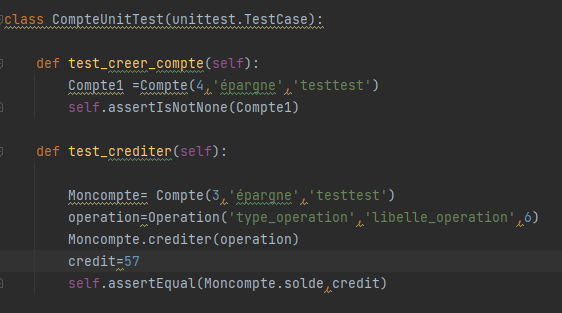 class CompteUnitTest(unittest.TestCase):
def test_creer_compte(self):
Compte1 =Compte(4,'épargne','testtest')
self.assertIsNotNone(Compte1)
def test_crediter(self):
Moncompte= Compte(3,'épargne','testtest')
operation=Operation('type_operation','libelle_operation',6)
Moncompte.crediter(operation)
credit=57
self.assertEqual(Moncompte.solde,credit)